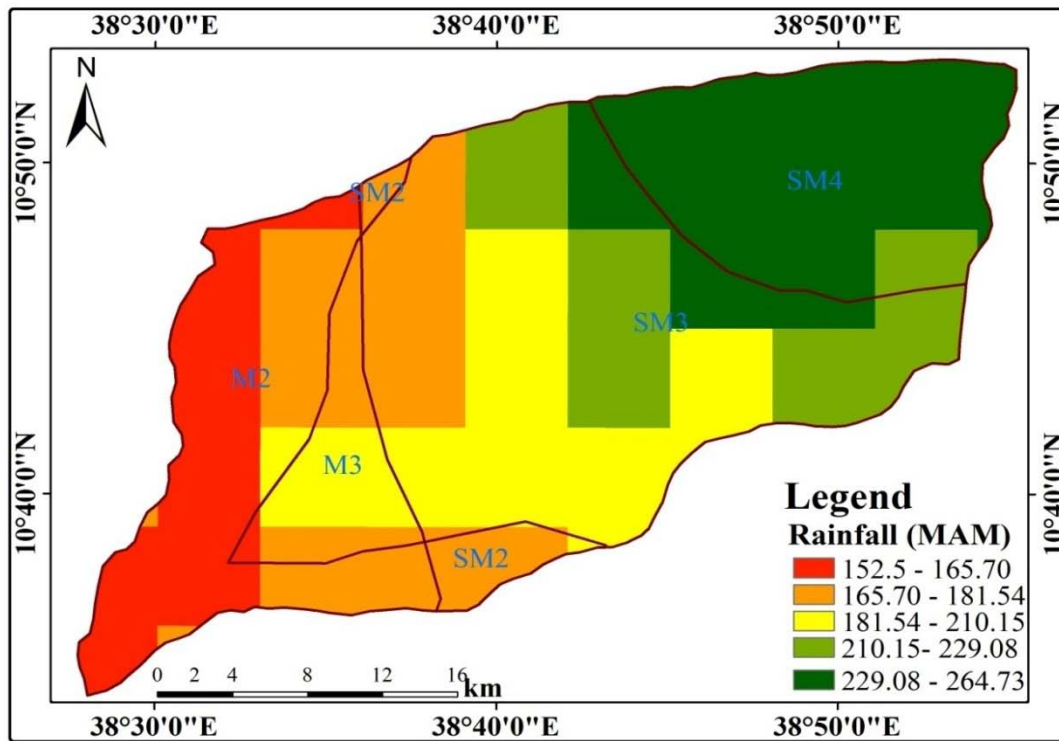 38°30'0"E 38°40'0"E 38°50'0"E
N
10°50'0"N
10°50'0"N
SM2
SM4
SM3
M2
M3
10°40'0"N
10°40'0"N
SM2
Legend
Rainfall (MAM)
152.5 - 165.70
165.70 - 181.54
181.54 - 210.15
210.15- 229.08
229.08 - 264.73
0 2 4 8 12 16
km
38°30'0"E 38°40'0"E 38°50'0"E